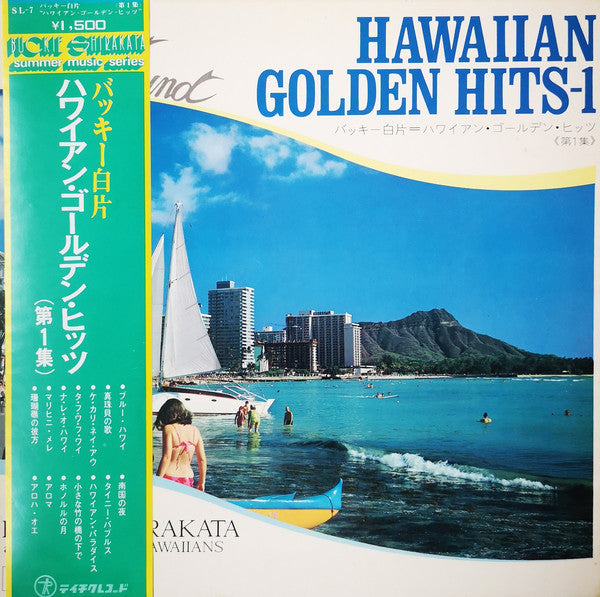 SL-7 バッキー白片 《第1集》
"ハワイアン・ゴールデン・ヒッツ"
¥1,500
summer music series
バッキー白片
ハワイアン・ゴールデン・ヒッツ
(第1集)
•ブルー・ハワイ
•真珠貝の歌
•ケ・カリ・ネイ・アウ
•タ・フ・ワ・フ・ワイ
•ナ・レ・オ・ハワイ
•マリヒニ・メレ
•珊瑚礁の彼方
•南国の夜
•タイニー・バブルス
•ハワイアン・パラダイス
•小さな竹の橋の下で
•ホノルルの月
•アロマ
•アロハ・オエ
テイチクレコード
HAWAIIAN
GOLDEN HITS-1
バッキー白片=ハワイアン・ゴールデン・ヒッツ
《第1集》
RAKATA
AWAIIANS